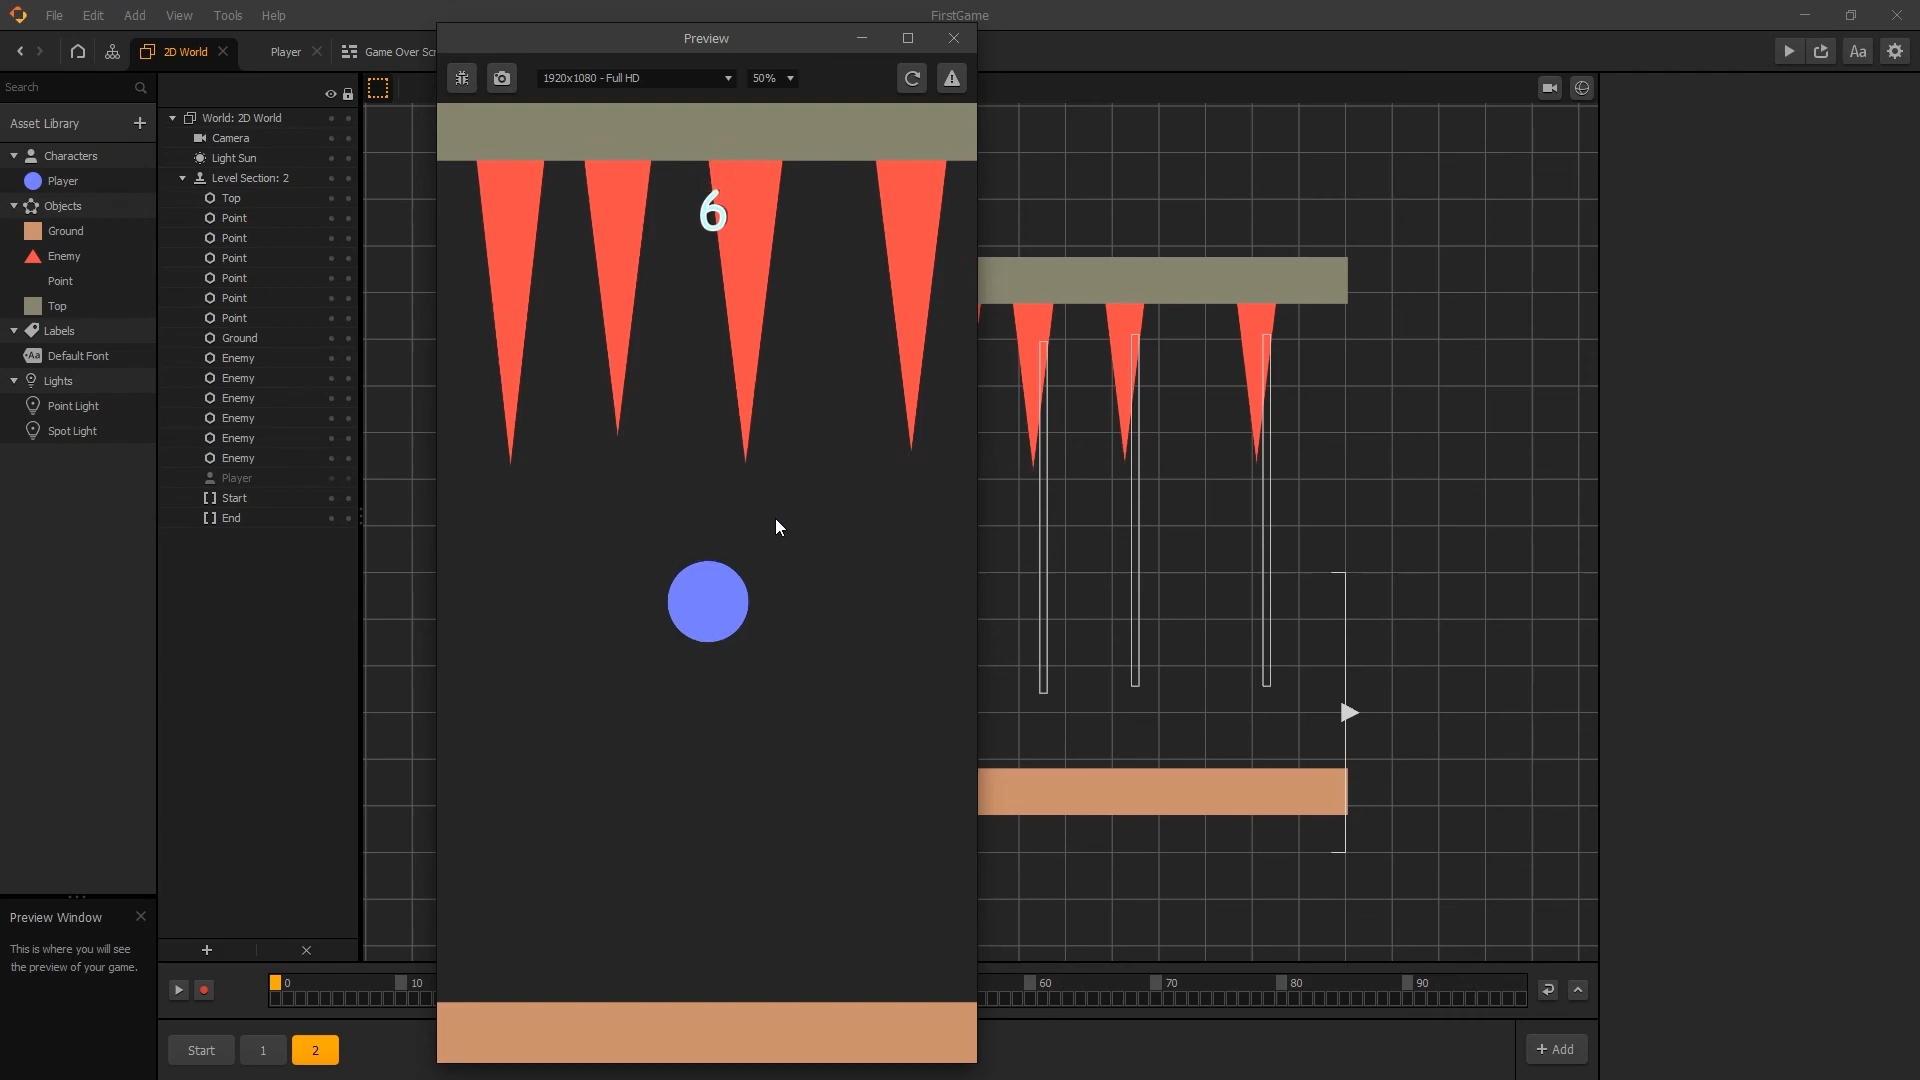 File Edit View Tools Help
FirstGame
2D World
Player
Game Over Scr
Aa
Search
Asset Library
Characters
Player
Objects
Ground
Enemy
Point
Top
Labels
Aa Default Font
Lights
Point Light
Spot Light
World: 2D World
Camera
Light Sun
Level Section: 2
Top
Point
Point
Point
Point
Point
Point
Ground
Enemy
Enemy
Enemy
Enemy
Enemy
Enemy
Player
Start
End
Preview
1920x1080 - Full HD
50%
6
Preview Window
This is where you will see
the preview of your game.
0 10 60 70 80 90
Start 1 2
+ Add